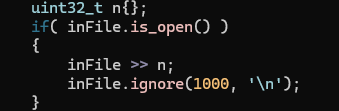 uint32_t n{};
if( inFile.is_open() )
{
inFile >> n;
inFile.ignore(1000, '\n');
}